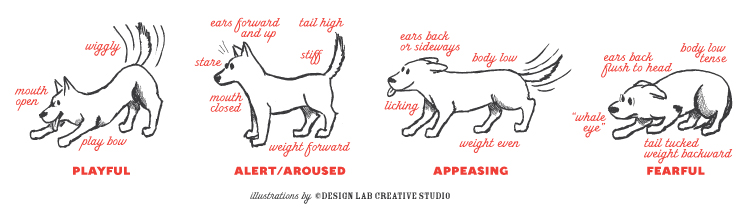 wiggly
mouth
open
play bow
PLAYFUL
ears forward
and up
tail high
stare
stiff
mouth
closed
weight forward
ALERT/AROUSED
ears back
or sideways
body low
licking
weight even
APPEASING
ears back
flush to head
body low
tense
"whale
eye"
tail tucked
weight backward
FEARFUL
illustrations by ©DESIGN LAB CREATIVE STUDIO